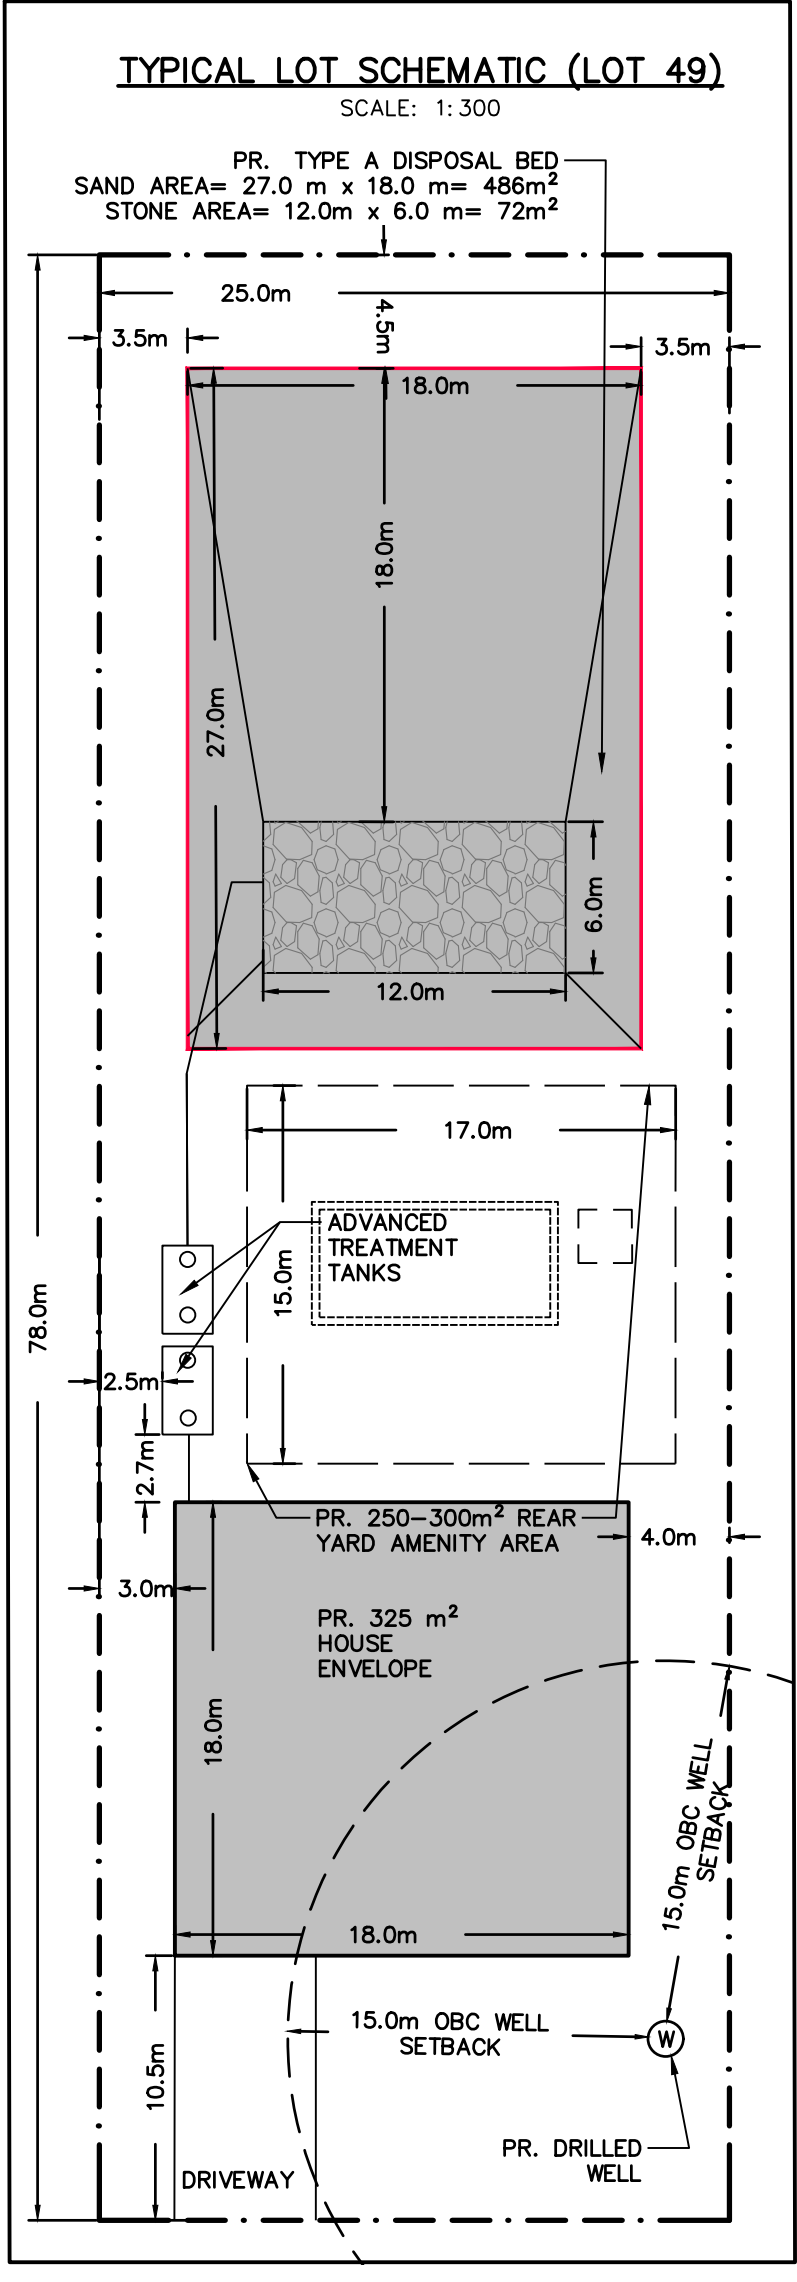 TYPICAL LOT SCHEMATIC (LOT 49)
SCALE: 1:300
PR. TYPE A DISPOSAL BED
SAND AREA= 27.0 m x 18.0 m= 486m²
STONE AREA= 12.0m x 6.0 m= 72m²
25.0m
4.5m
3.5m
3.5m
18.0m
18.0m
27.0m
6.0m
12.0m
17.0m
ADVANCED
TREATMENT
TANKS
15.0m
78.0m
2.5m
2.7m
PR. 250-300m² REAR
YARD AMENITY AREA
4.0m
3.0m
PR. 325 m²
HOUSE
ENVELOPE
18.0m
15.0m OBC WELL
SETBACK
18.0m
15.0m OBC WELL
SETBACK
W
10.5m
PR. DRILLED
WELL
DRIVEWAY